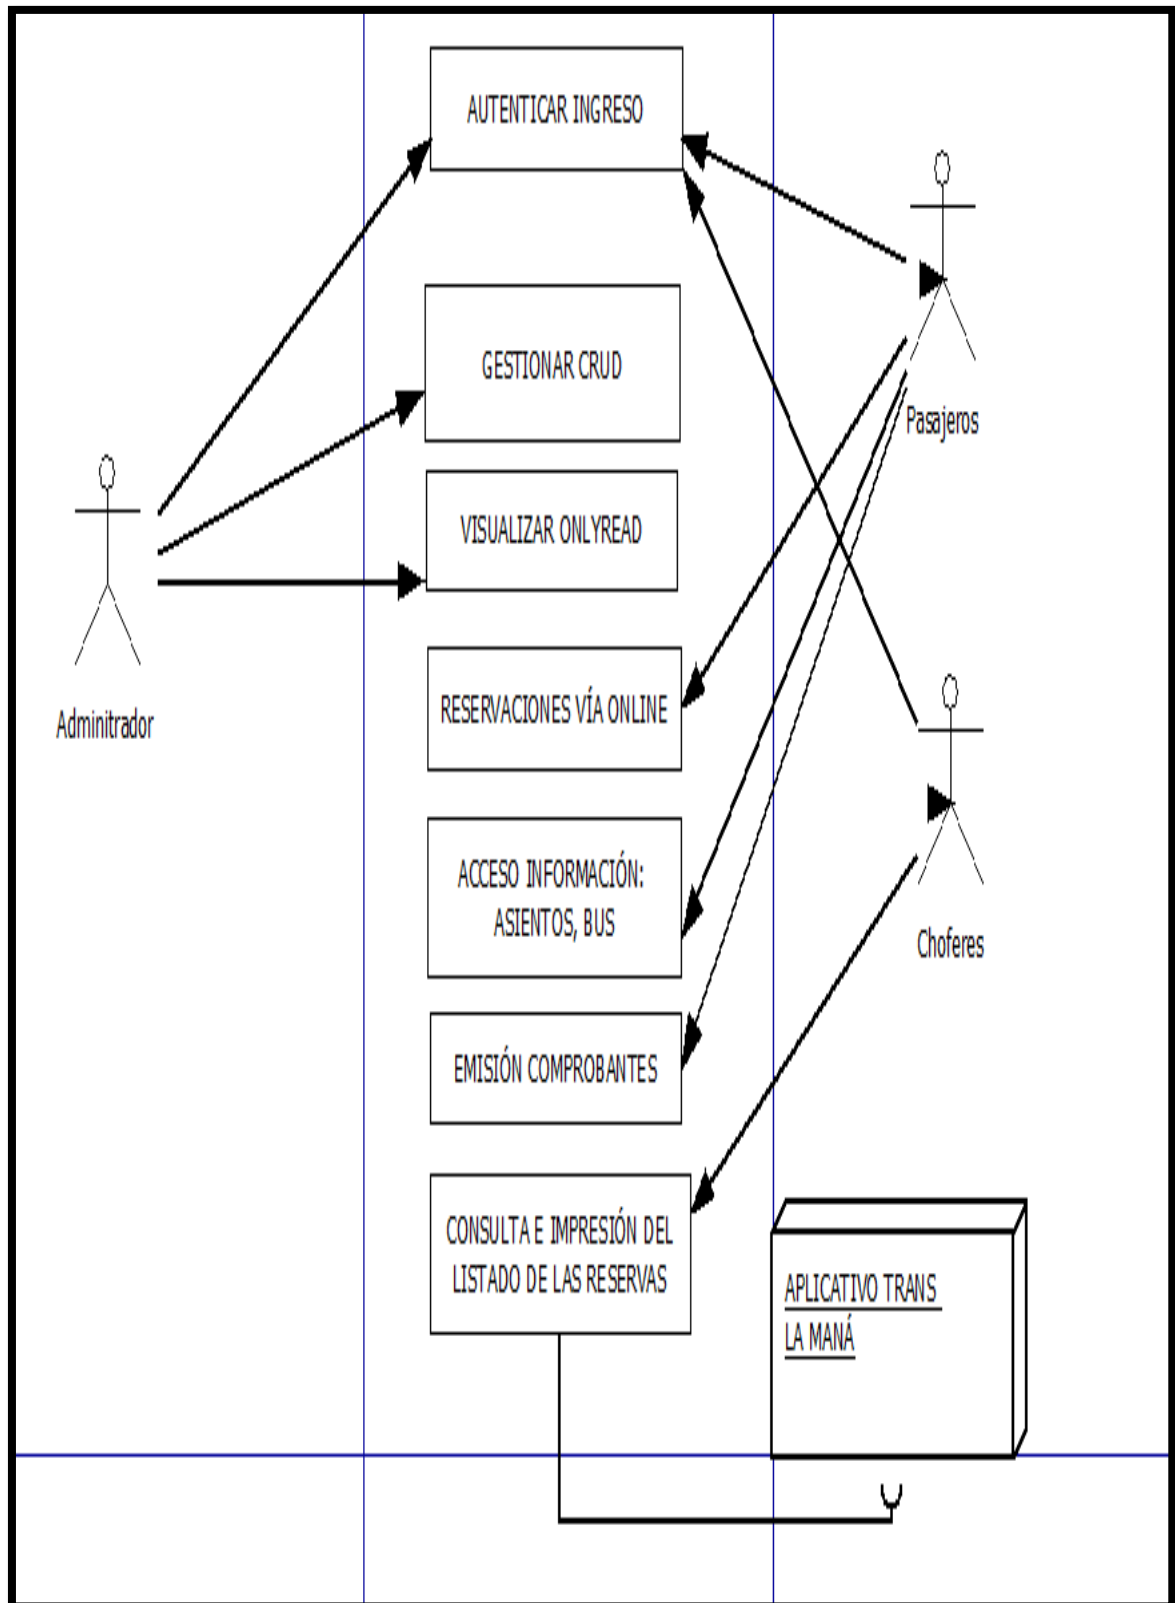 AUTENTICAR INGRESO
GESTIONAR CRUD
Pasajeros
VISUALIZAR ONLYREAD
Adminitrador
RESERVACIONES VÍA ONLINE
ACCESO INFORMACIÓN:
ASIENTOS, BUS
Choferes
EMISIÓN COMPROBANTES
CONSULTA E IMPRESIÓN DEL
LISTADO DE LAS RESERVAS
APLICATIVO TRANS
LA MANÁ